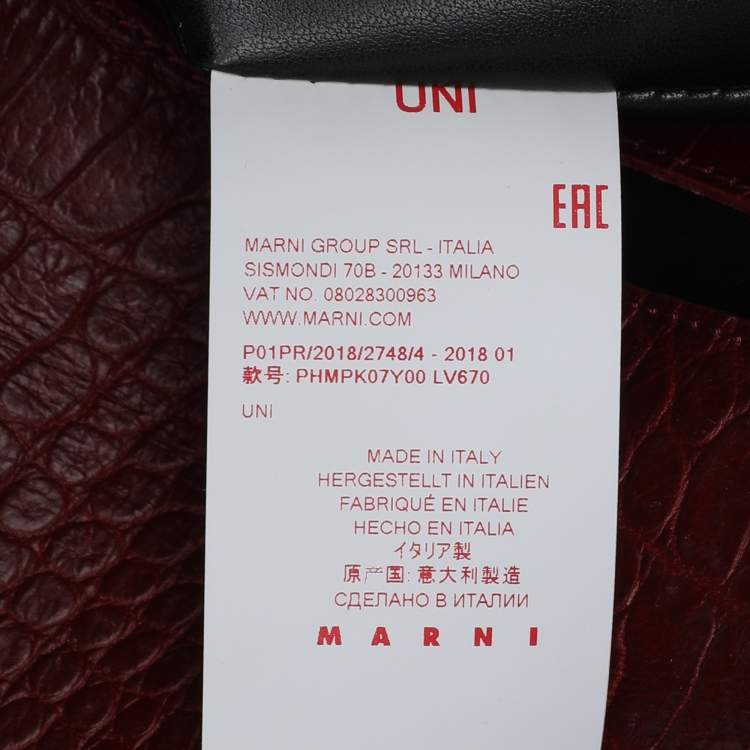 UNI
EAC
MARNI GROUP SRL - ITALIA
SISMONDI 70B - 20133 MILANO
VAT NO. 08028300963
WWW.MARNI.COM
P01PR/2018/2748/4 - 2018 01
款号: PHMPK07Y00 LV670
UNI
MADE IN ITALY
HERGESTELLT IN ITALIEN
FABRIQUÉ EN ITALIE
HECHO EN ITALIA
イタリア製
原产国: 意大利製造
СДЕЛАНО В ИТАЛИИ
MARNI